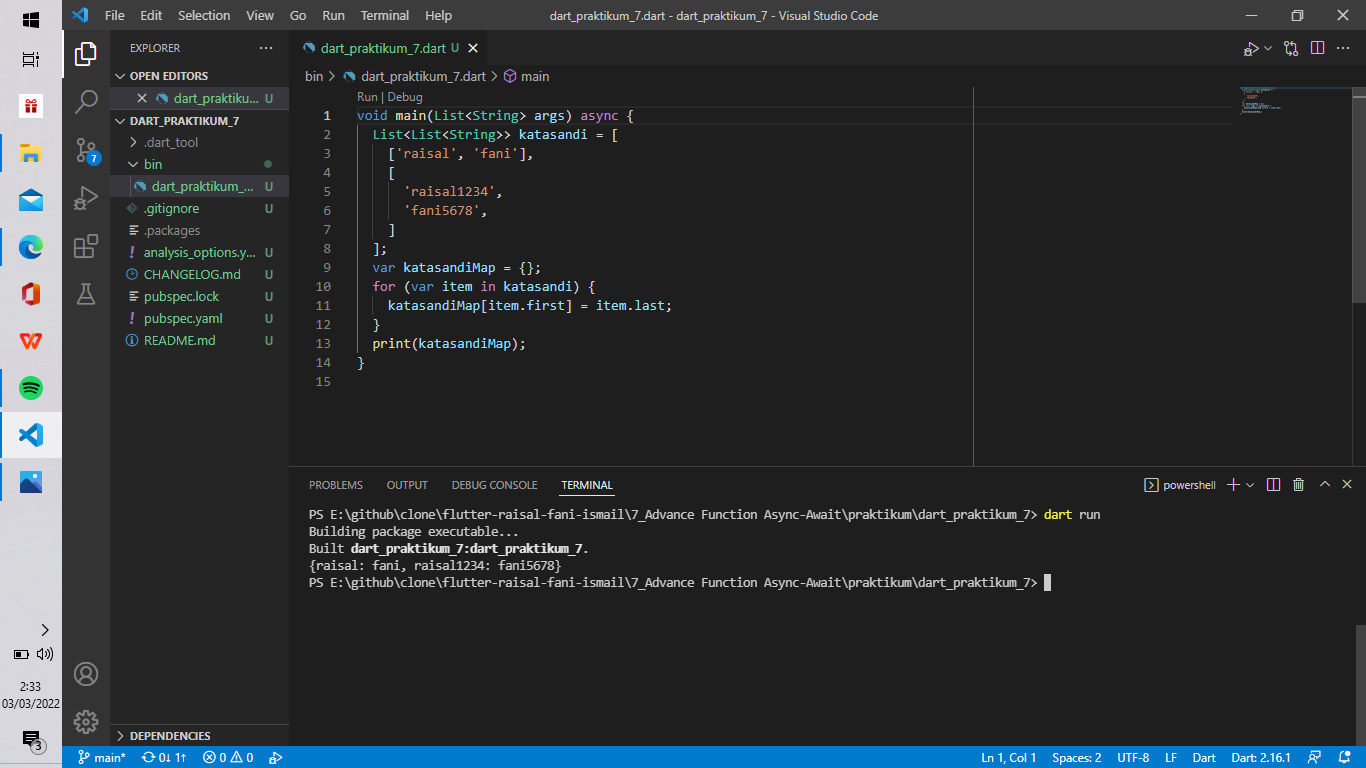 File Edit Selection View Go Run Terminal Help dart_praktikum_7.dart - dart_praktikum_7 - Visual Studio Code
EXPLORER
OPEN EDITORS
dart_praktiku... U
DART_PRAKTIKUM_7
.dart_tool
bin
dart_praktikum_... U
.gitignore U
.packages
analysis_options.y... U
CHANGELOG.md U
pubspec.lock U
pubspec.yaml U
README.md U
DEPENDENCIES
7
dart_praktikum_7.dart U
bin > dart_praktikum_7.dart > main
Run | Debug
1 void main(List<String> args) async {
2 List<List<String>> katasandi = [
3 ['raisal', 'fani'],
4 [
5 'raisal1234',
6 'fani5678',
7 ]
8 ];
9 var katasandiMap = {};
10 for (var item in katasandi) {
11 katasandiMap[item.first] = item.last;
12 }
13 print(katasandiMap);
14 }
15
PROBLEMS OUTPUT DEBUG CONSOLE TERMINAL powershell
PS E:\github\clone\flutter-raisal-fani-ismail\7_Advance Function Async-Await\praktikum\dart_praktikum_7> dart run
Building package executable...
Built dart_praktikum_7:dart_praktikum_7.
{raisal: fani, raisal1234: fani5678}
PS E:\github\clone\flutter-raisal-fani-ismail\7_Advance Function Async-Await\praktikum\dart_praktikum_7>
2:33
03/03/2022
3
main* 0↓ 1↑ 0 0 Ln 1, Col 1 Spaces: 2 UTF-8 LF Dart Dart: 2.16.1